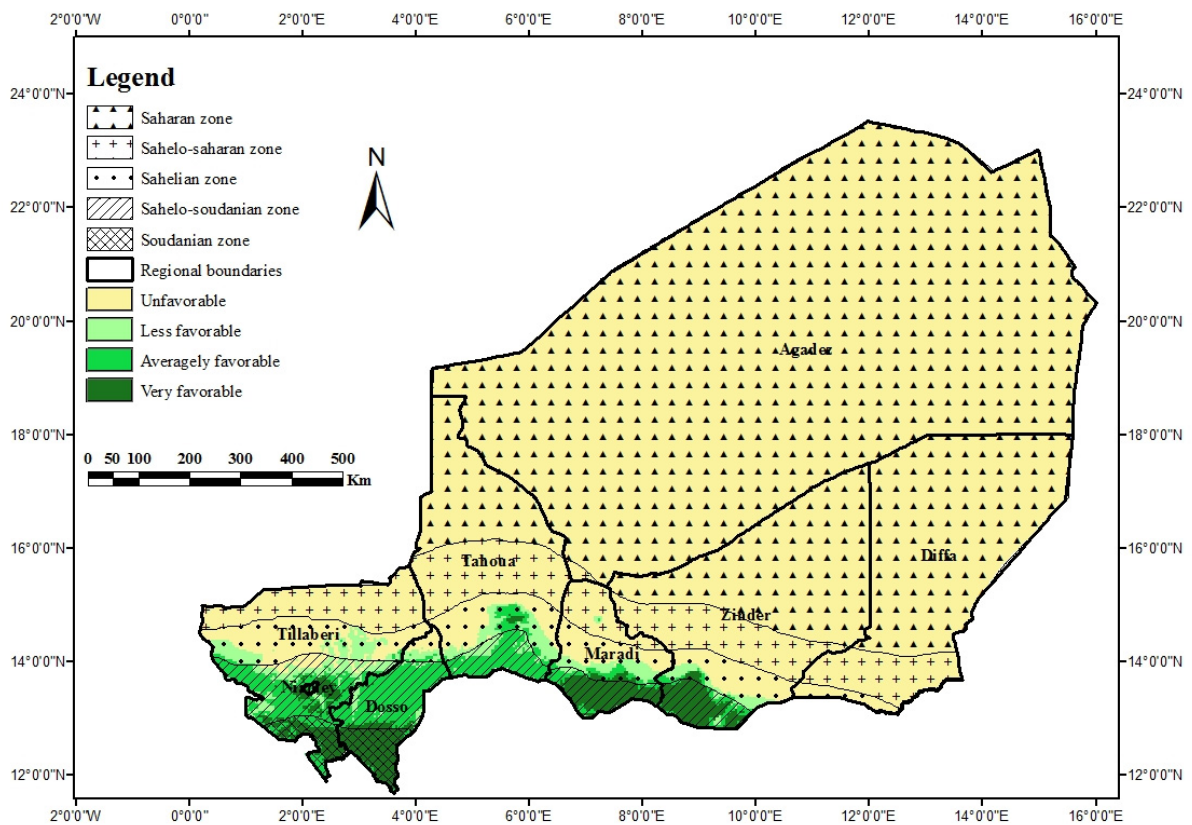 2°0'0"W 0°0'0" 2°0'0"E 4°0'0"E 6°0'0"E 8°0'0"E 10°0'0"E 12°0'0"E 14°0'0"E 16°0'0"E
Legend
24°0'0"N 24°0'0"N
Saharan zone
Sahelo-saharan zone
N
Sahelian zone
22°0'0"N 22°0'0"N
Sahelo-soudanian zone
Soudanian zone
Regional boundaries
Unfavorable
20°0'0"N 20°0'0"N
Less favorable
Agadez
Averagely favorable
Very favorable
18°0'0"N 18°0'0"N
0 50 100 200 300 400 500
Km
16°0'0"N 16°0'0"N
Diffa
Tahoua
Zinder
Tillaberi
Maradi
14°0'0"N 14°0'0"N
Niamey
Dosso
12°0'0"N 12°0'0"N
2°0'0"W 0°0'0" 2°0'0"E 4°0'0"E 6°0'0"E 8°0'0"E 10°0'0"E 12°0'0"E 14°0'0"E 16°0'0"E